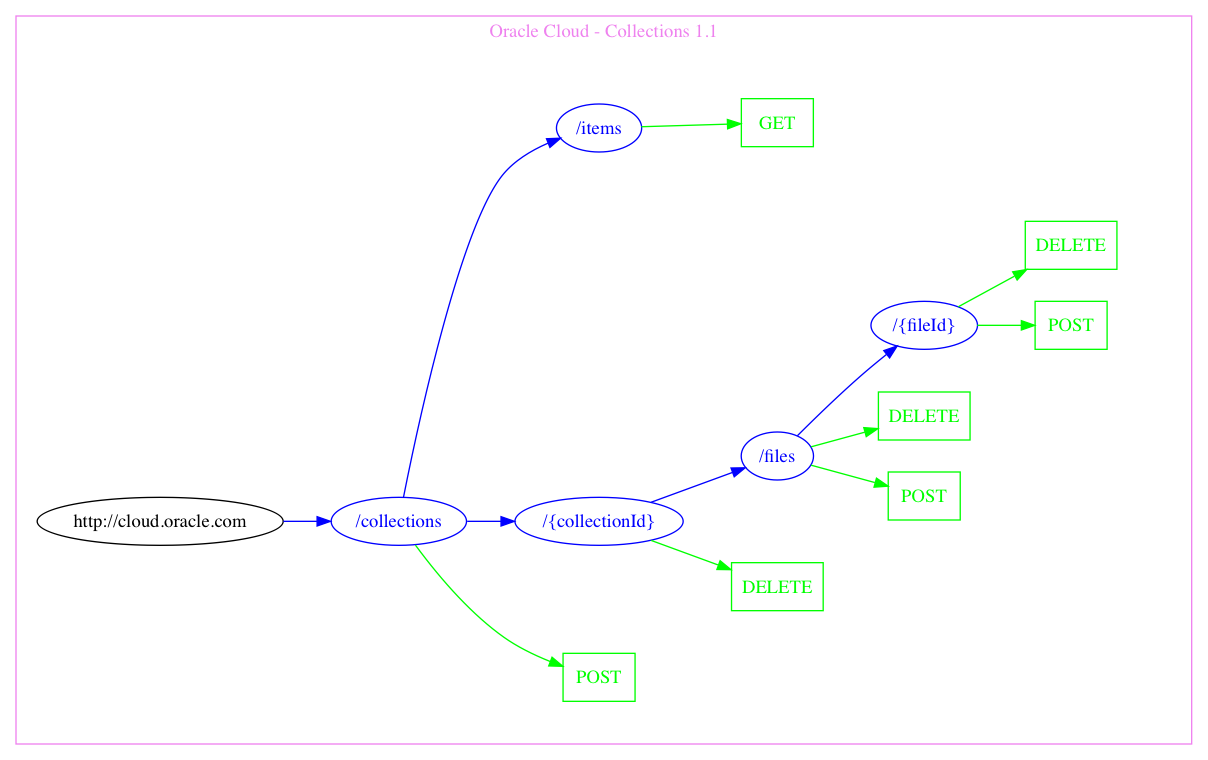 Oracle Cloud - Collections 1.1
/items
GET
DELETE
/{fileId}
POST
DELETE
/files
POST
http://cloud.oracle.com
/collections
/{collectionId}
DELETE
POST